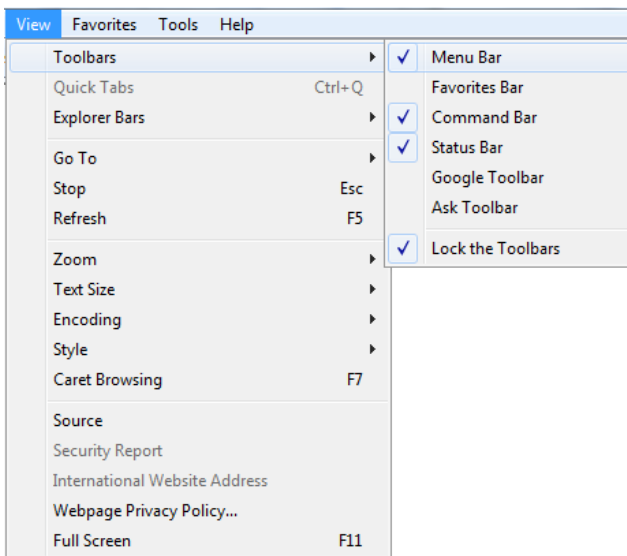 View Favorites Tools Help
Toolbars
Quick Tabs Ctrl+Q
Explorer Bars
Go To
Stop Esc
Refresh F5
Zoom
Text Size
Encoding
Style
Caret Browsing F7
Source
Security Report
International Website Address
Webpage Privacy Policy...
Full Screen F11
Menu Bar
Favorites Bar
Command Bar
Status Bar
Google Toolbar
Ask Toolbar
Lock the Toolbars